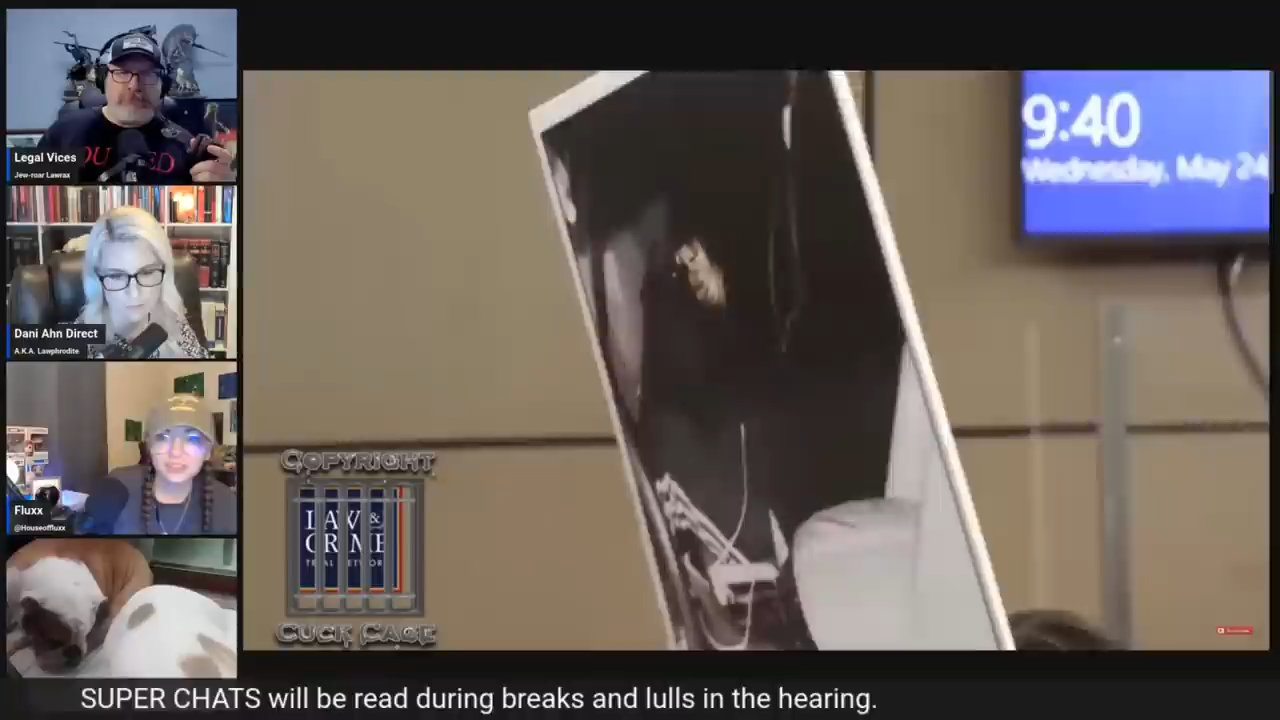 Legal Vices
Jew-roar Lawrax
Dani Ahn Direct
A.K.A. Lawphrodite
Fluxx
@Houseoffluxx
9:40
Wednesday, May 24
COPYRIGHT
LAW &
CRIME
CUCK CAGE
SUPER CHATS will be read during breaks and lulls in the hearing.